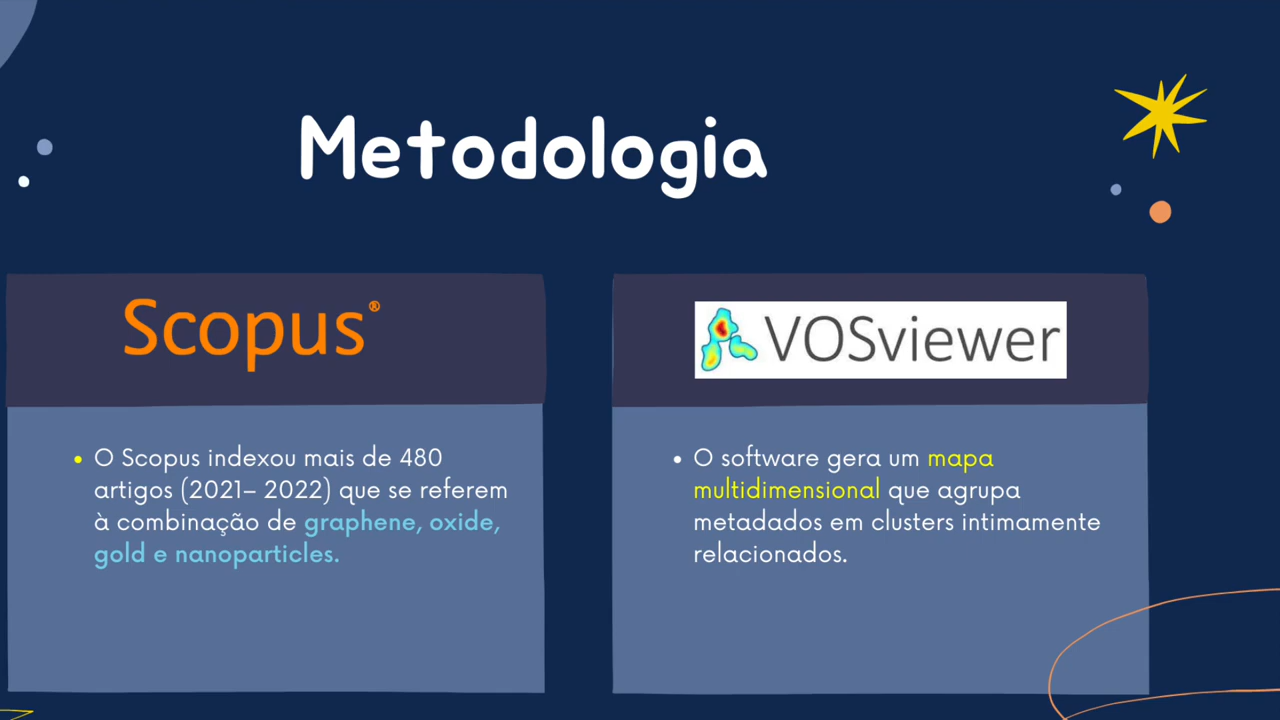 Metodologia
Scopus®
O Scopus indexou mais de 480
artigos (2021– 2022) que se referem
à combinação de graphene, oxide,
gold e nanoparticles.
VOSviewer
O software gera um mapa
multidimensional que agrupa
metadados em clusters intimamente
relacionados.